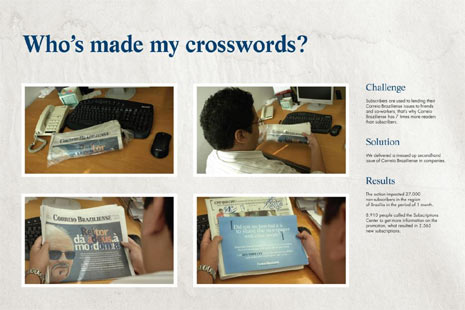 Who's made my crosswords?
Challenge
Subscribers are used to lending their
Correio Braziliense issues to friends
and co-workers, that's why Correio
Braziliense has 7 times more readers
than subscribers.
Solution
We delivered a messed up secondhand
issue of Correio Braziliense in companies.
Results
The action impacted 27.000
non-subscribers in the region
of Brasília in the period of 1 month.
8.910 people called the Subscriptions
Center to get more information on the
promotion, what resulted in 2.565
new subscriptions.
CORREIO BRAZILIENSE
CORREIO BRAZILIENSE